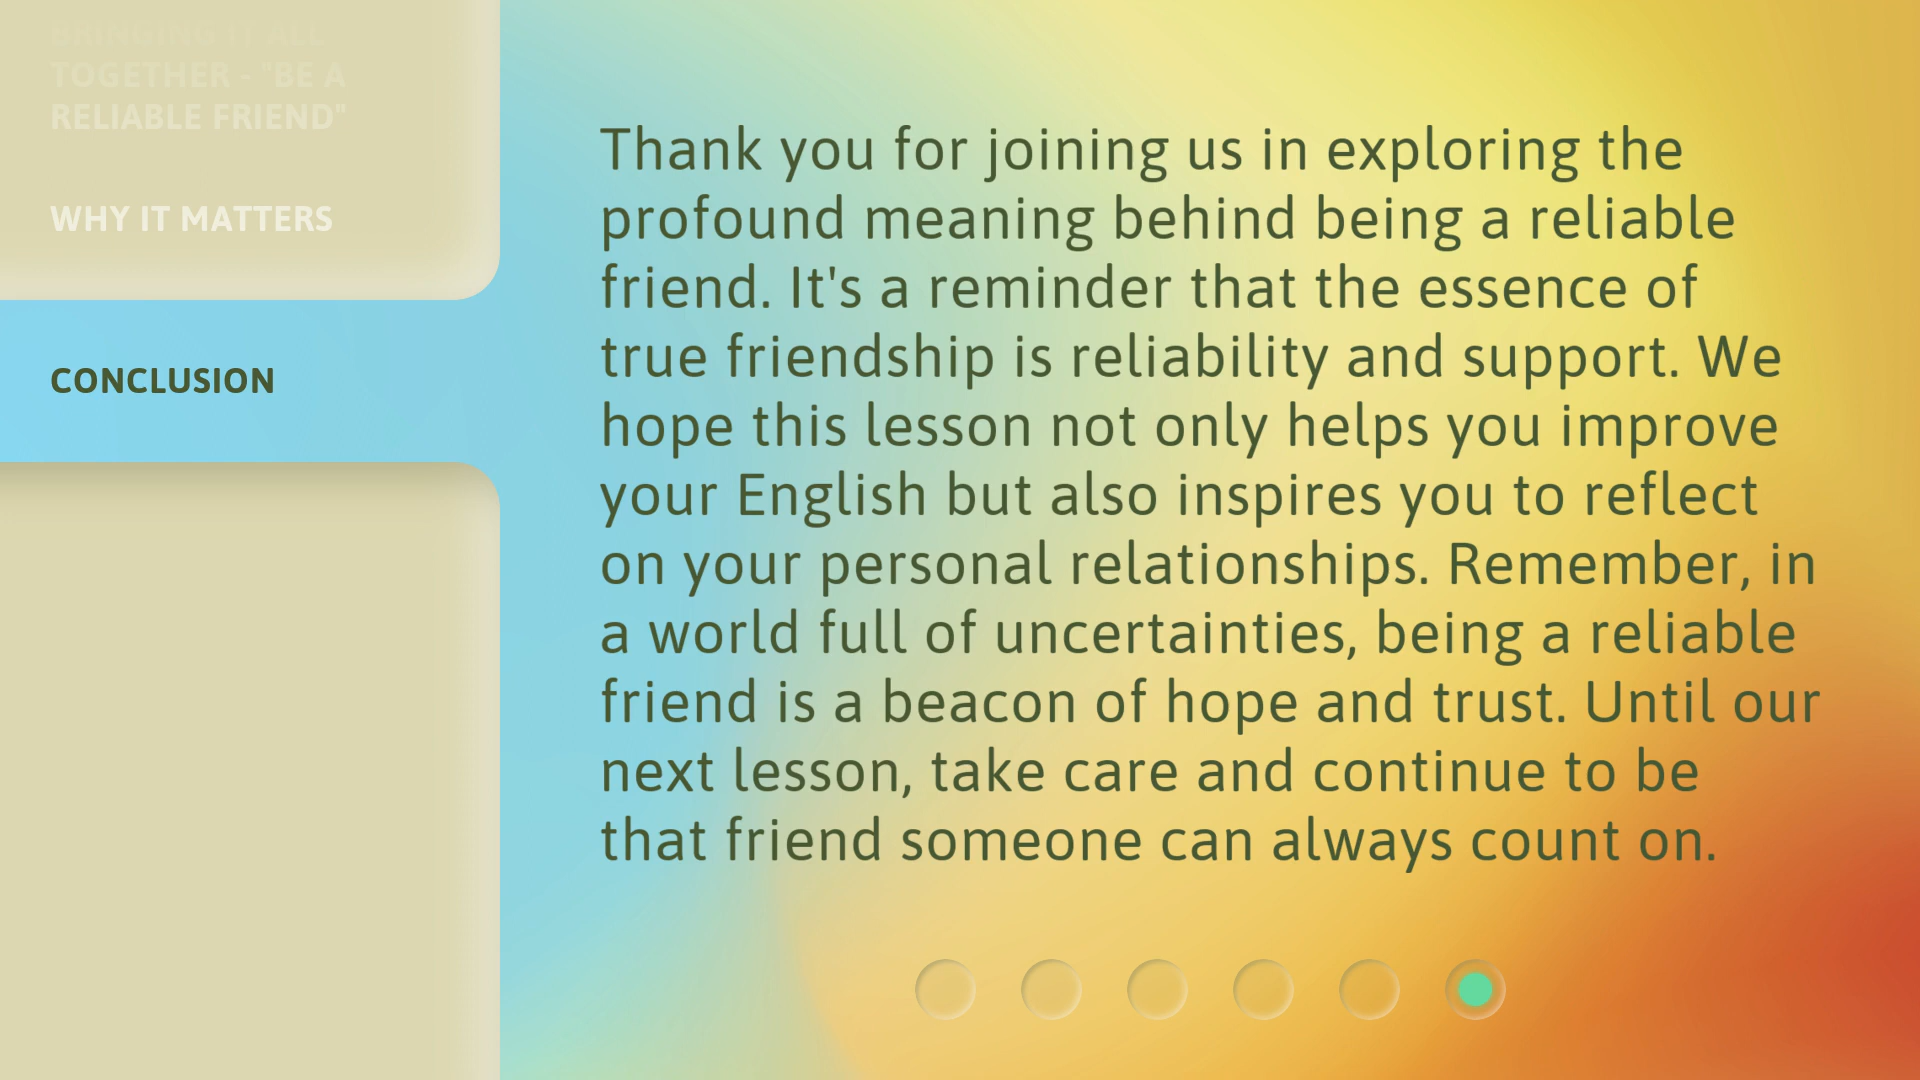 BRINGING IT ALL
TOGETHER - "BE A
RELIABLE FRIEND"
WHY IT MATTERS
CONCLUSION
Thank you for joining us in exploring the
profound meaning behind being a reliable
friend. It's a reminder that the essence of
true friendship is reliability and support. We
hope this lesson not only helps you improve
your English but also inspires you to reflect
on your personal relationships. Remember, in
a world full of uncertainties, being a reliable
friend is a beacon of hope and trust. Until our
next lesson, take care and continue to be
that friend someone can always count on.